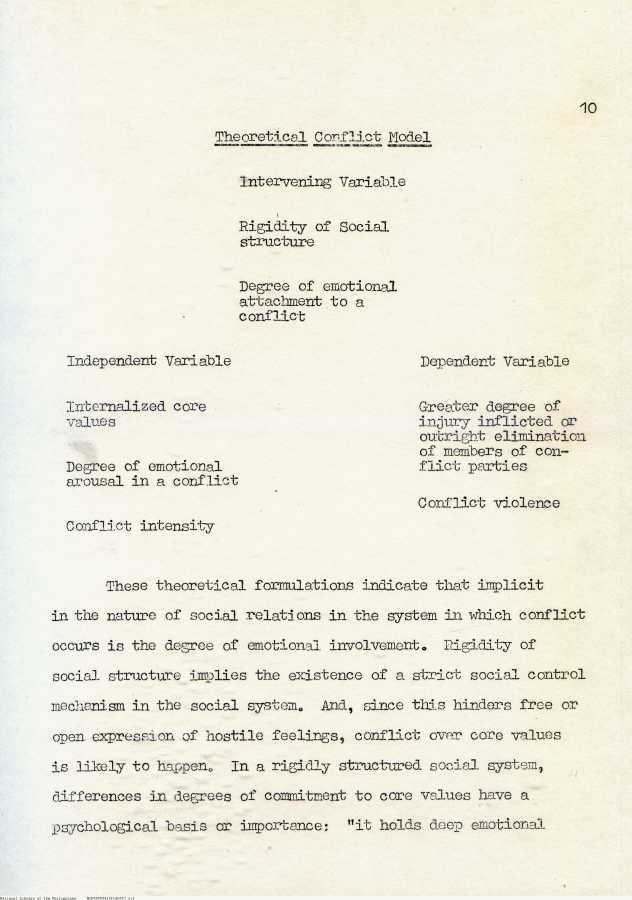 10
Theoretical Conflict Model
Intervening Variable
Rigidity of Social
structure
Degree of emotional
attachment to a
conflict
Independent Variable
Internalized core
values
Degree of emotional
arousal in a conflict
Conflict intensity
Dependent Variable
Greater degree of
injury inflicted or
outright elimination
of members of con-
flict parties
Conflict violence
These theoretical formulations indicate that implicit
in the nature of social relations in the system in which conflict
occurs is the degree of emotional involvement. Rigidity of
social structure implies the existence of a strict social control
mechanism in the social system. And, since this hinders free or
open expression of hostile feelings, conflict over core values
is likely to happen. In a rigidly structured social system,
differences in degrees of commitment to core values have a
psychological basis or importance: "it holds deep emotional
National Library of the Philippines